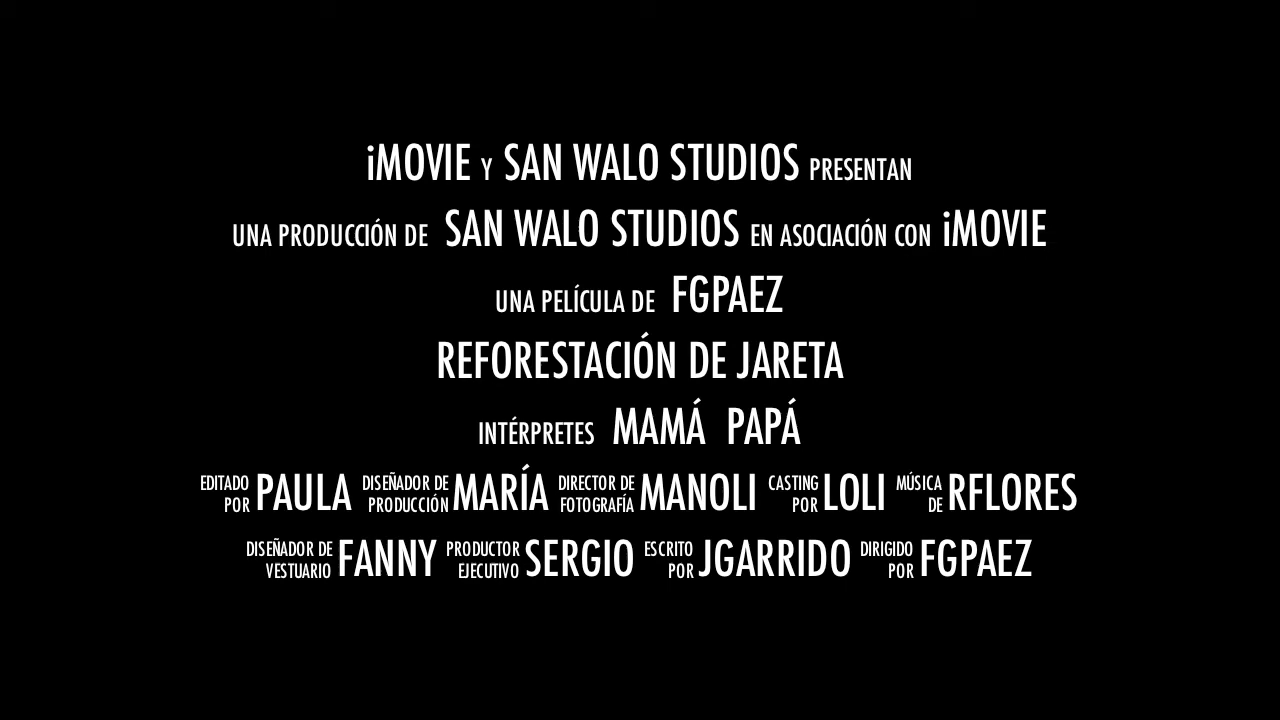 iMOVIE Y SAN WALO STUDIOS PRESENTAN
UNA PRODUCCIÓN DE SAN WALO STUDIOS EN ASOCIACIÓN CON iMOVIE
UNA PELÍCULA DE FGPAEZ
REFORESTACIÓN DE JARETA
INTÉRPRETES MAMÁ PAPÁ
EDITADO POR PAULA DISEÑADOR DE PRODUCCIÓN MARÍA DIRECTOR DE FOTOGRAFÍA MANOLI CASTING POR LOLI MÚSICA DE RFLORES
DISEÑADOR DE VESTUARIO FANNY PRODUCTOR EJECUTIVO SERGIO ESCRITO POR JGARRIDO DIRIGIDO POR FGPAEZ